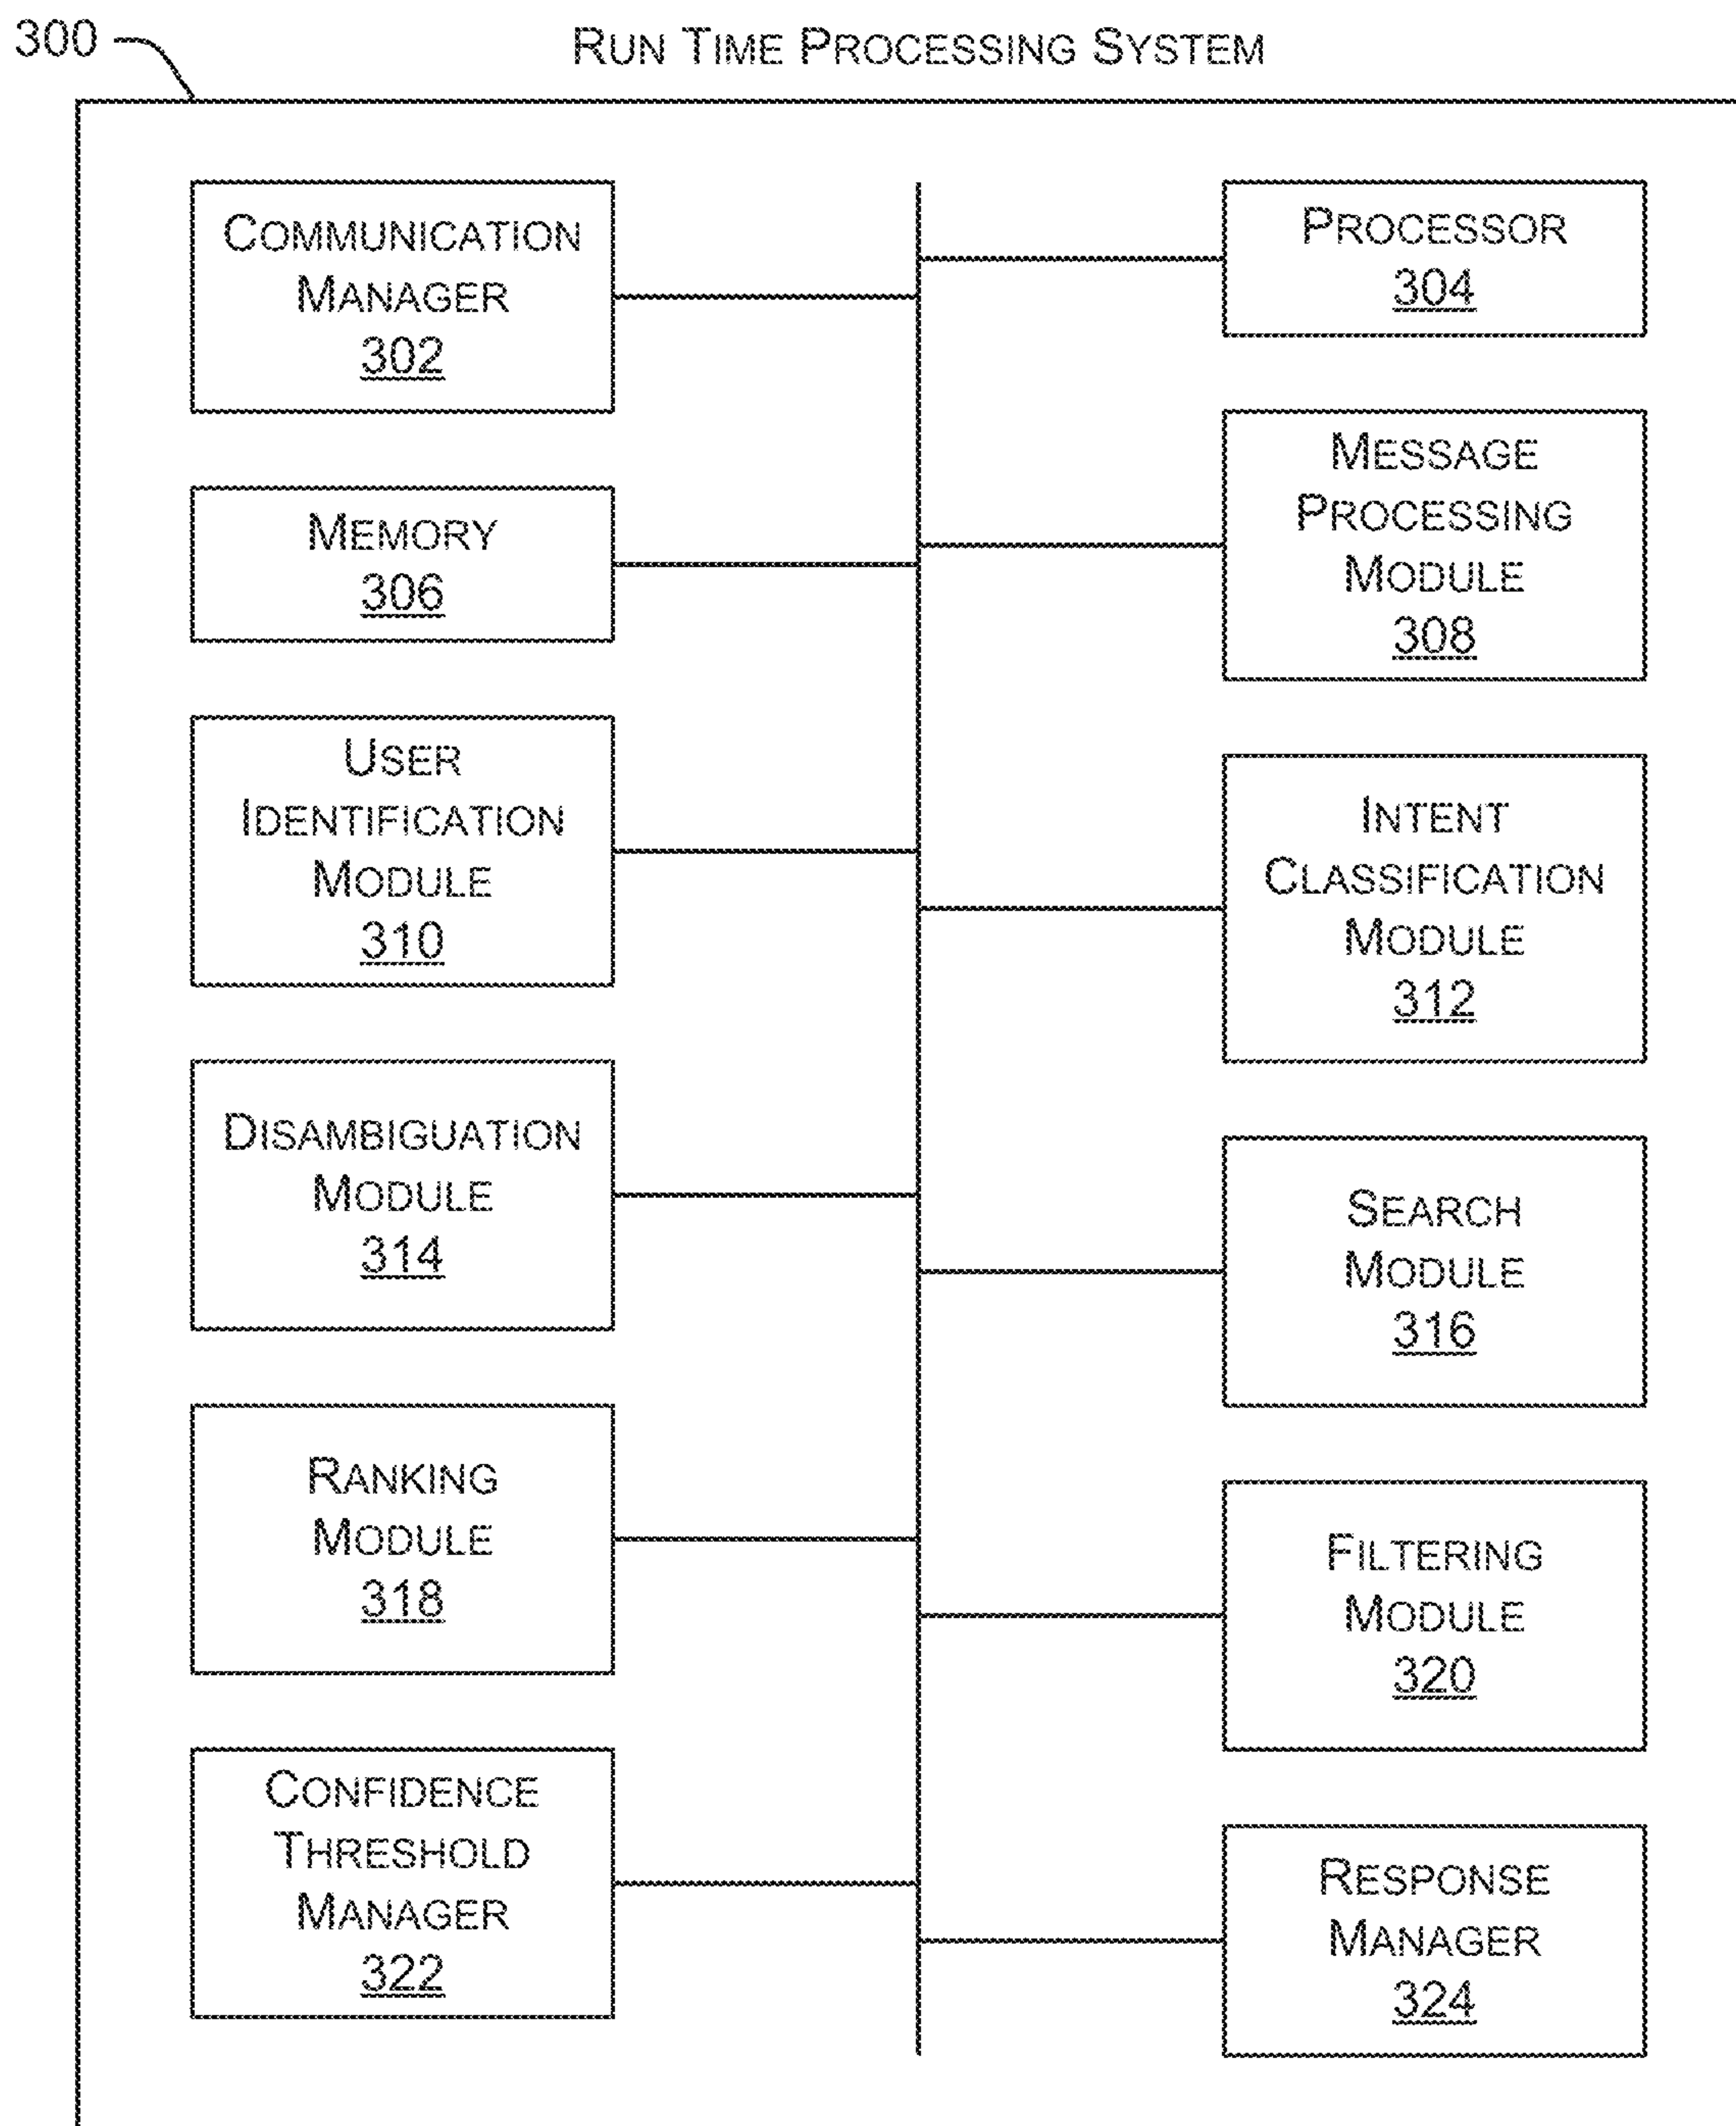 300
RUN TIME PROCESSING SYSTEM
COMMUNICATION
MANAGER
302
PROCESSOR
304
MEMORY
306
MESSAGE
PROCESSING
MODULE
308
USER
IDENTIFICATION
MODULE
310
INTENT
CLASSIFICATION
MODULE
312
DISAMBIGUATION
MODULE
314
SEARCH
MODULE
316
RANKING
MODULE
318
FILTERING
MODULE
320
CONFIDENCE
THRESHOLD
MANAGER
322
RESPONSE
MANAGER
324